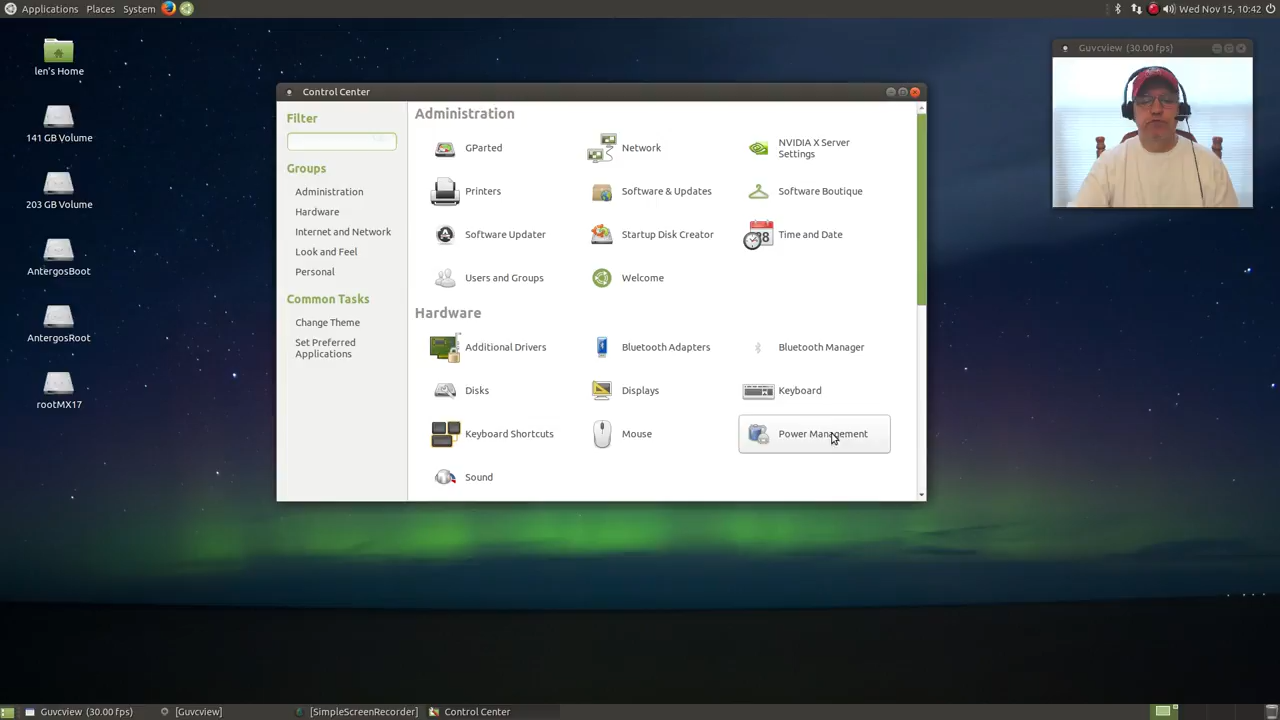 Applications Places System
Wed Nov 15, 10:42
len's Home
141 GB Volume
203 GB Volume
AntergosBoot
AntergosRoot
rootMX17
Guvcview (30.00 fps)
Control Center
Filter
Groups
Administration
Hardware
Internet and Network
Look and Feel
Personal
Common Tasks
Change Theme
Set Preferred
Applications
Administration
GParted
Network
NVIDIA X Server
Settings
Printers
Software & Updates
Software Boutique
Software Updater
Startup Disk Creator
Time and Date
Users and Groups
Welcome
Hardware
Additional Drivers
Bluetooth Adapters
Bluetooth Manager
Disks
Displays
Keyboard
Keyboard Shortcuts
Mouse
Power Management
Sound
Guvcview (30.00 fps)
[Guvcview]
[SimpleScreenRecorder]
Control Center